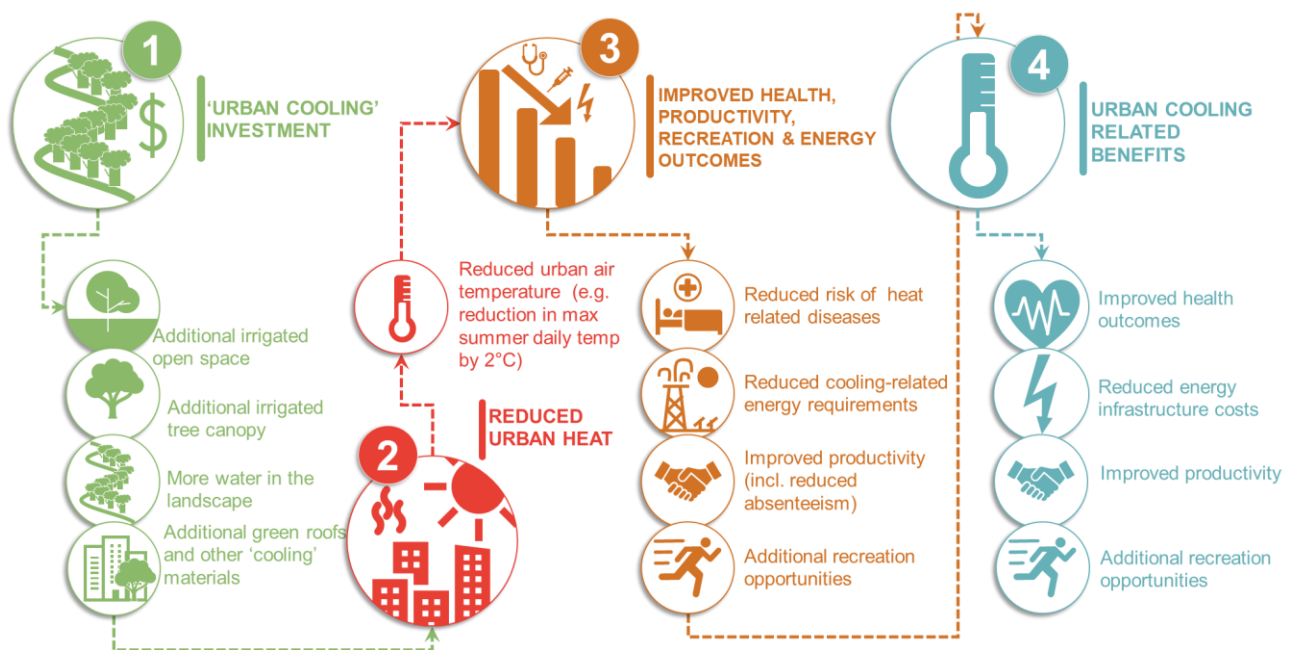 1
‘URBAN COOLING’
INVESTMENT
$
Additional irrigated
open space
Additional irrigated
tree canopy
More water in the
landscape
Additional green roofs
and other ‘cooling’
materials
2
REDUCED
URBAN HEAT
Reduced urban air
temperature (e.g.
reduction in max
summer daily temp
by 2°C)
3
IMPROVED HEALTH,
PRODUCTIVITY,
RECREATION & ENERGY
OUTCOMES
Reduced risk of heat
related diseases
Reduced cooling-related
energy requirements
Improved productivity
(incl. reduced
absenteeism)
Additional recreation
opportunities
4
URBAN COOLING
RELATED
BENEFITS
Improved health
outcomes
Reduced energy
infrastructure costs
Improved productivity
Additional recreation
opportunities